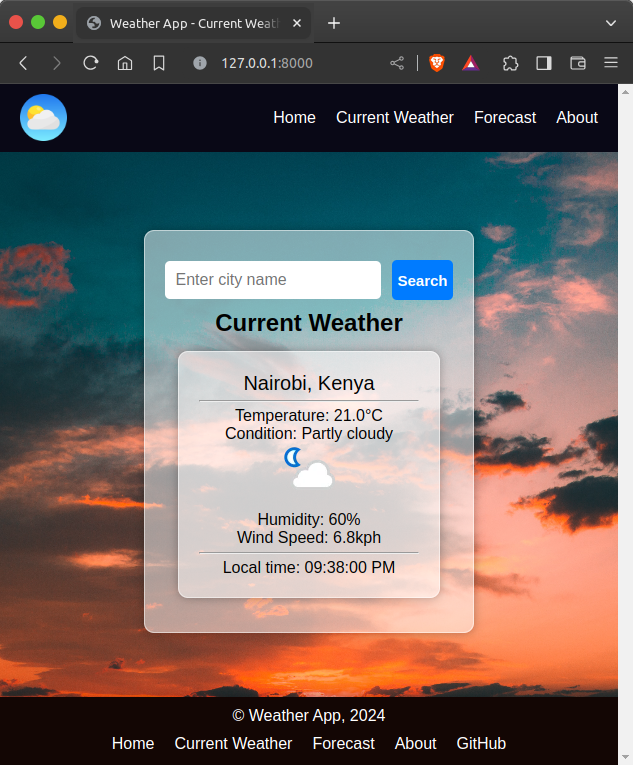 Weather App - Current Weat
127.0.0.1:8000
Home Current Weather Forecast About
Enter city name Search
Current Weather
Nairobi, Kenya
Temperature: 21.0°C
Condition: Partly cloudy
Humidity: 60%
Wind Speed: 6.8kph
Local time: 09:38:00 PM
© Weather App, 2024
Home Current Weather Forecast About GitHub